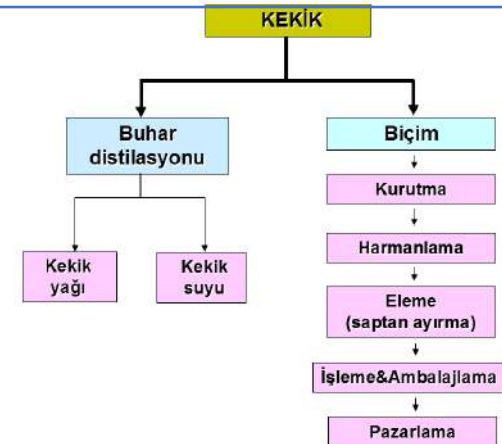 KEKİK
Buhar
distilasyonu
Kekik
yağı
Kekik
suyu
Biçim
Kurutma
Harmanlama
Eleme
(saptan ayırma)
İşleme&Ambalajlama
Pazarlama